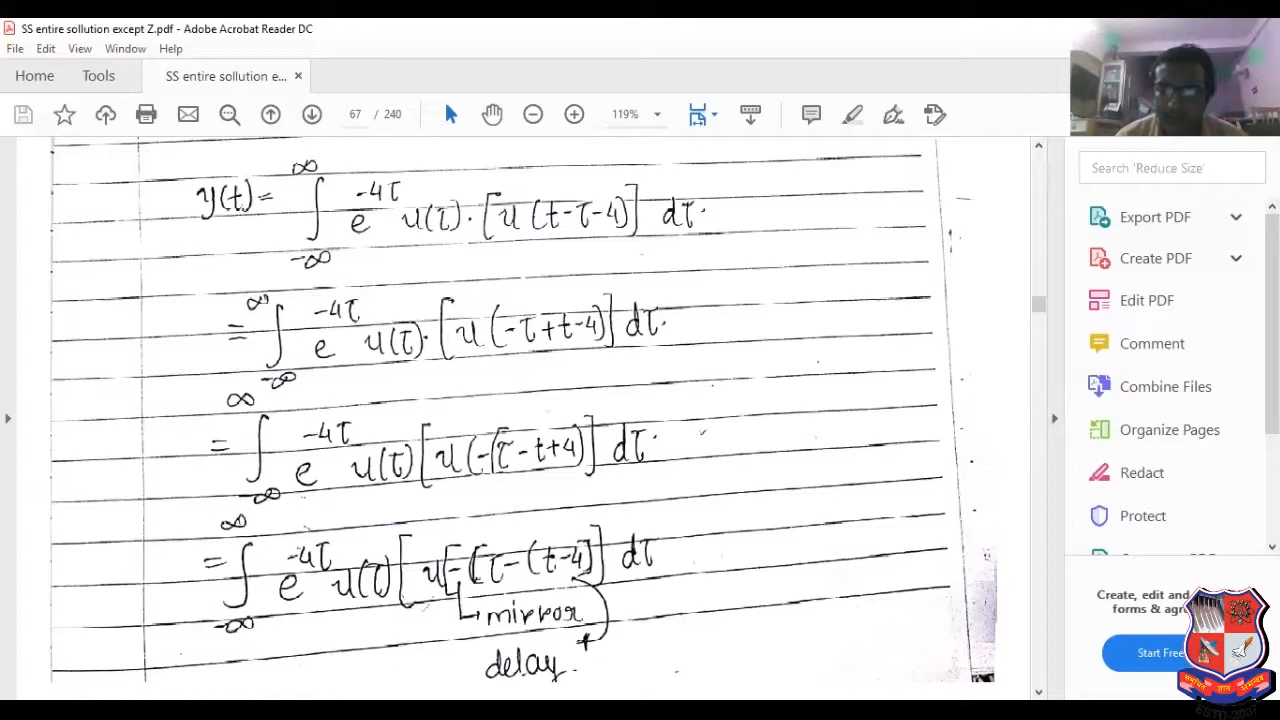 SS entire sollution except Z.pdf - Adobe Acrobat Reader DC
File Edit View Window Help
Home Tools SS entire sollution e... ×
67 / 240 119%
y(t) = ∫_{-∞}^{∞} e^{-4τ} u(τ)·[u(t-τ-4)] dτ.
= ∫_{-∞}^{∞} e^{-4τ} u(τ)·[u(-τ+t-4)] dτ.
= ∫_{-∞}^{∞} e^{-4τ} u(τ) [u(-[τ-t+4)] dτ.
= ∫_{-∞}^{∞} e^{-4τ} u(τ) [u[-[τ-(t-4]] dτ
↳ mirror
delay.
Search 'Reduce Size'
Export PDF
Create PDF
Edit PDF
Comment
Combine Files
Organize Pages
Redact
Protect
Create, edit and
forms & agre
Start Free